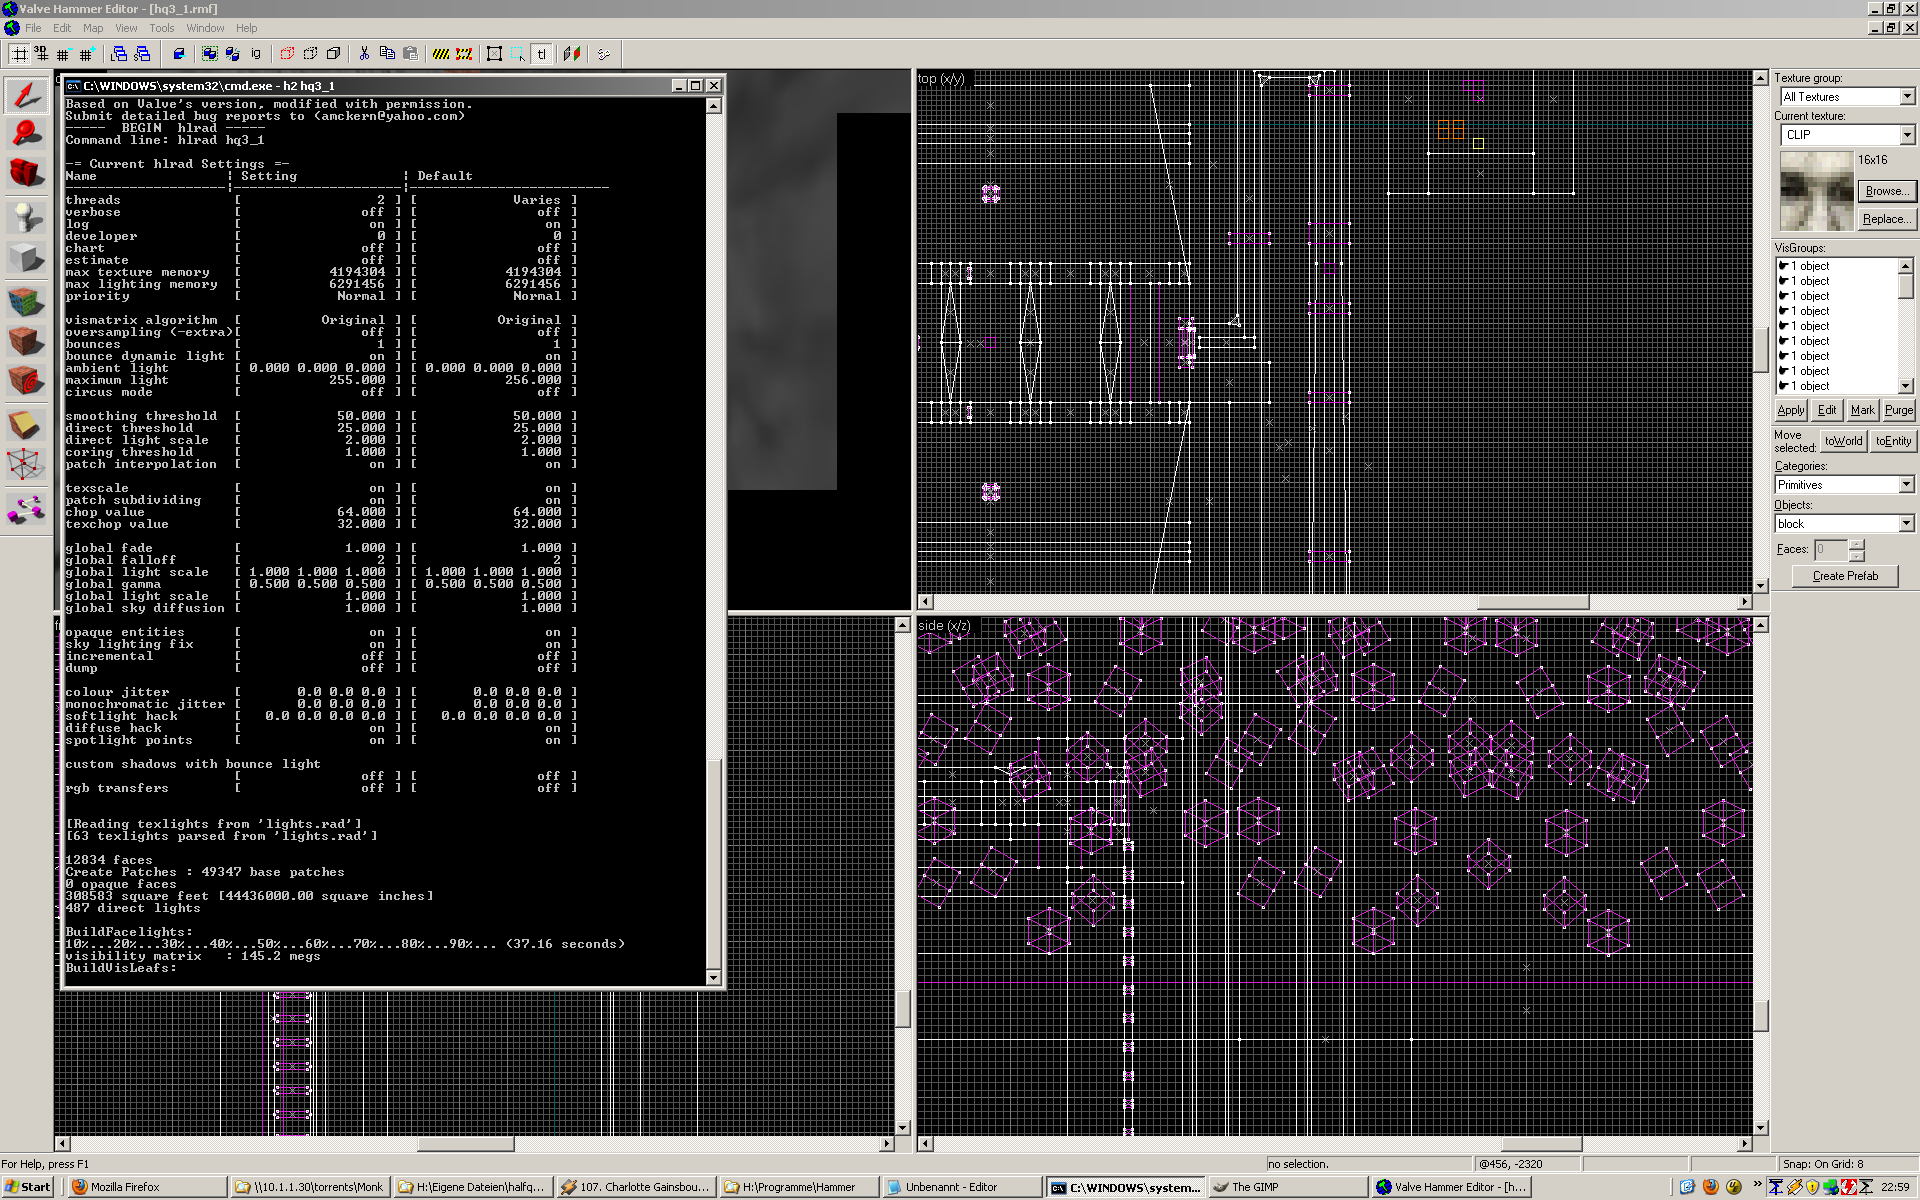 Valve Hammer Editor - [hq3_1.rmf]
File Edit Map View Tools Window Help
C:\WINDOWS\system32\cmd.exe - h2 hq3_1
Based on Valve's version, modified with permission.
Submit detailed bug reports to (amckern@yahoo.com)
----- BEGIN hlrad -----
Command line: hlrad hq3_1
-= Current hlrad Settings =-
Name | Setting | Default
threads [ 2 ] [ Varies ]
verbose [ off ] [ off ]
log [ on ] [ on ]
developer [ 0 ] [ 0 ]
chart [ off ] [ off ]
estimate [ off ] [ off ]
max texture memory [ 4194304 ] [ 4194304 ]
max lighting memory [ 6291456 ] [ 6291456 ]
priority [ Normal ] [ Normal ]
vismatrix algorithm [ Original ] [ Original ]
oversampling (-extra)[ off ] [ off ]
bounces [ 1 ] [ 1 ]
bounce dynamic light [ on ] [ on ]
ambient light [ 0.000 0.000 0.000 ] [ 0.000 0.000 0.000 ]
maximum light [ 255.000 ] [ 256.000 ]
circus mode [ off ] [ off ]
smoothing threshold [ 50.000 ] [ 50.000 ]
direct threshold [ 25.000 ] [ 25.000 ]
direct light scale [ 2.000 ] [ 2.000 ]
coring threshold [ 1.000 ] [ 1.000 ]
patch interpolation [ on ] [ on ]
texscale [ on ] [ on ]
patch subdividing [ on ] [ on ]
chop value [ 64.000 ] [ 64.000 ]
texchop value [ 32.000 ] [ 32.000 ]
global fade [ 1.000 ] [ 1.000 ]
global falloff [ 2 ] [ 2 ]
global light scale [ 1.000 1.000 1.000 ] [ 1.000 1.000 1.000 ]
global gamma [ 0.500 0.500 0.500 ] [ 0.500 0.500 0.500 ]
global light scale [ 1.000 ] [ 1.000 ]
global sky diffusion [ 1.000 ] [ 1.000 ]
opaque entities [ on ] [ on ]
sky lighting fix [ on ] [ on ]
incremental [ off ] [ off ]
dump [ off ] [ off ]
colour jitter [ 0.0 0.0 0.0 ] [ 0.0 0.0 0.0 ]
monochromatic jitter [ 0.0 0.0 0.0 ] [ 0.0 0.0 0.0 ]
softlight hack [ 0.0 0.0 0.0 0.0 ] [ 0.0 0.0 0.0 0.0 ]
diffuse hack [ on ] [ on ]
spotlight points [ on ] [ on ]
custom shadows with bounce light
[ off ] [ off ]
rgb transfers [ off ] [ off ]
[Reading texlights from 'lights.rad']
[63 texlights parsed from 'lights.rad']
12834 faces
Create Patches : 49347 base patches
0 opaque faces
308583 square feet [44436000.00 square inches]
487 direct lights
BuildFacelights:
10%...20%...30%...40%...50%...60%...70%...80%...90%... (37.16 seconds)
visibility matrix : 145.2 megs
BuildVisLeafs:
top (x/y)
side (x/z)
Texture group:
All Textures
Current texture:
CLIP
16x16
Browse...
Replace...
VisGroups:
1 object
1 object
1 object
1 object
1 object
1 object
1 object
1 object
1 object
Apply Edit Mark Purge
Move selected: toWorld toEntity
Categories:
Primitives
Objects:
block
Faces: 0
Create Prefab
For Help, press F1
no selection.
@456, -2320
Snap: On Grid: 8
Start
Mozilla Firefox
\\10.1.1.30\torrents\Monk
H:\Eigene Dateien\halfq...
107. Charlotte Gainsbou...
H:\Programme\Hammer
Unbenannt - Editor
C:\WINDOWS\system...
The GIMP
Valve Hammer Editor - [h...
22:59